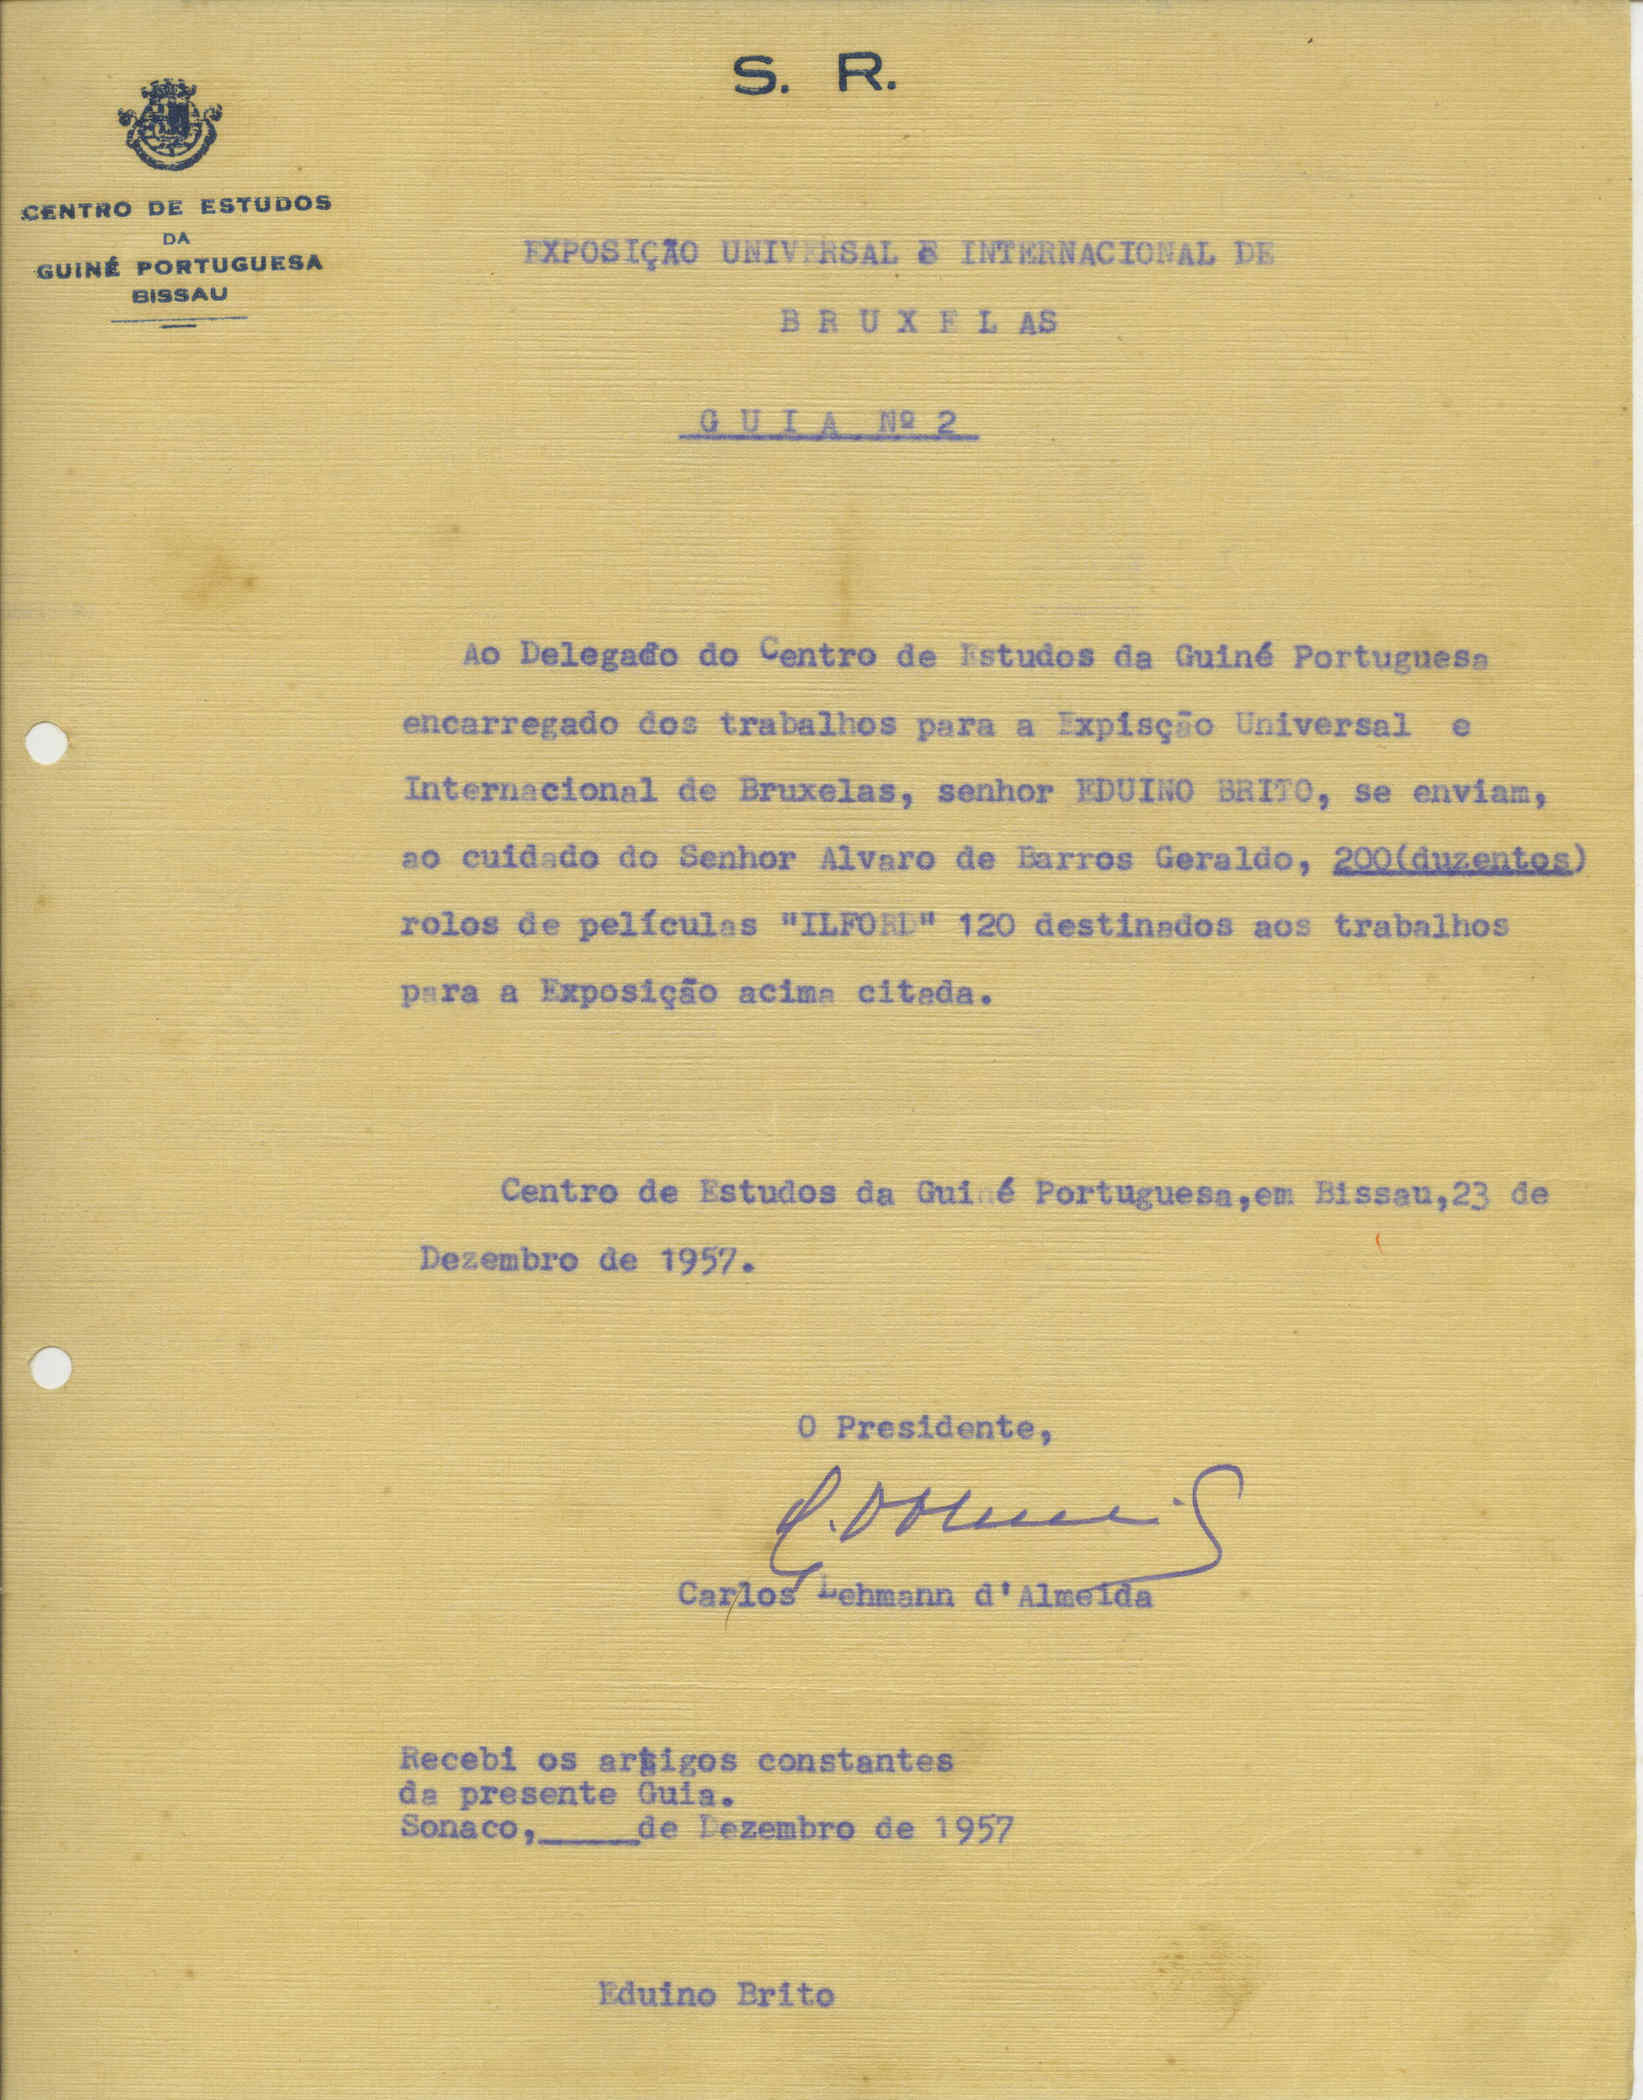 S. R.
CENTRO DE ESTUDOS
DA
GUINÉ PORTUGUESA
BISSAU
EXPOSIÇÃO UNIVERSAL E INTERNACIONAL DE
B R U X E L AS
G U I A Nº 2
Ao Delegado do Centro de Estudos da Guiné Portuguesa
encarregado dos trabalhos para a Expisção Universal e
Internacional de Bruxelas, senhor EDUINO BRITO, se enviam,
ao cuidado do Senhor Alvaro de Barros Geraldo, 200(duzentos)
rolos de películas "ILFORD" 120 destinados aos trabalhos
para a Exposição acima citada.
Centro de Estudos da Guiné Portuguesa,em Bissau,23 de
Dezembro de 1957.
O Presidente,
Carlos Lehmann d'Almeida
Recebi os artigos constantes
da presente Guia.
Sonaco,_____de Dezembro de 1957
Eduino Brito